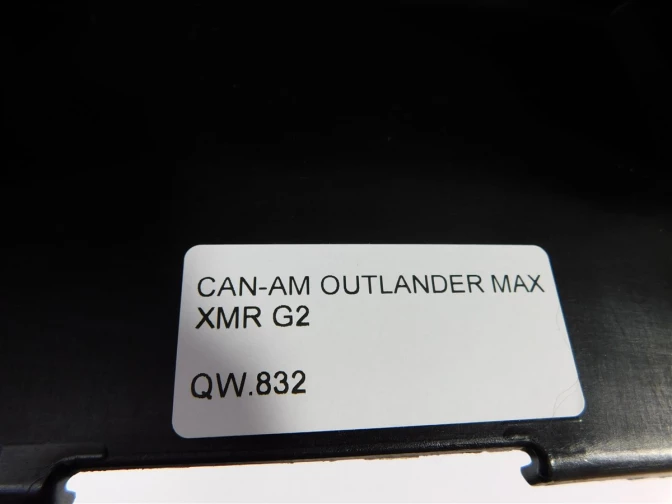 CAN-AM OUTLANDER MAX
XMR G2
QW.832